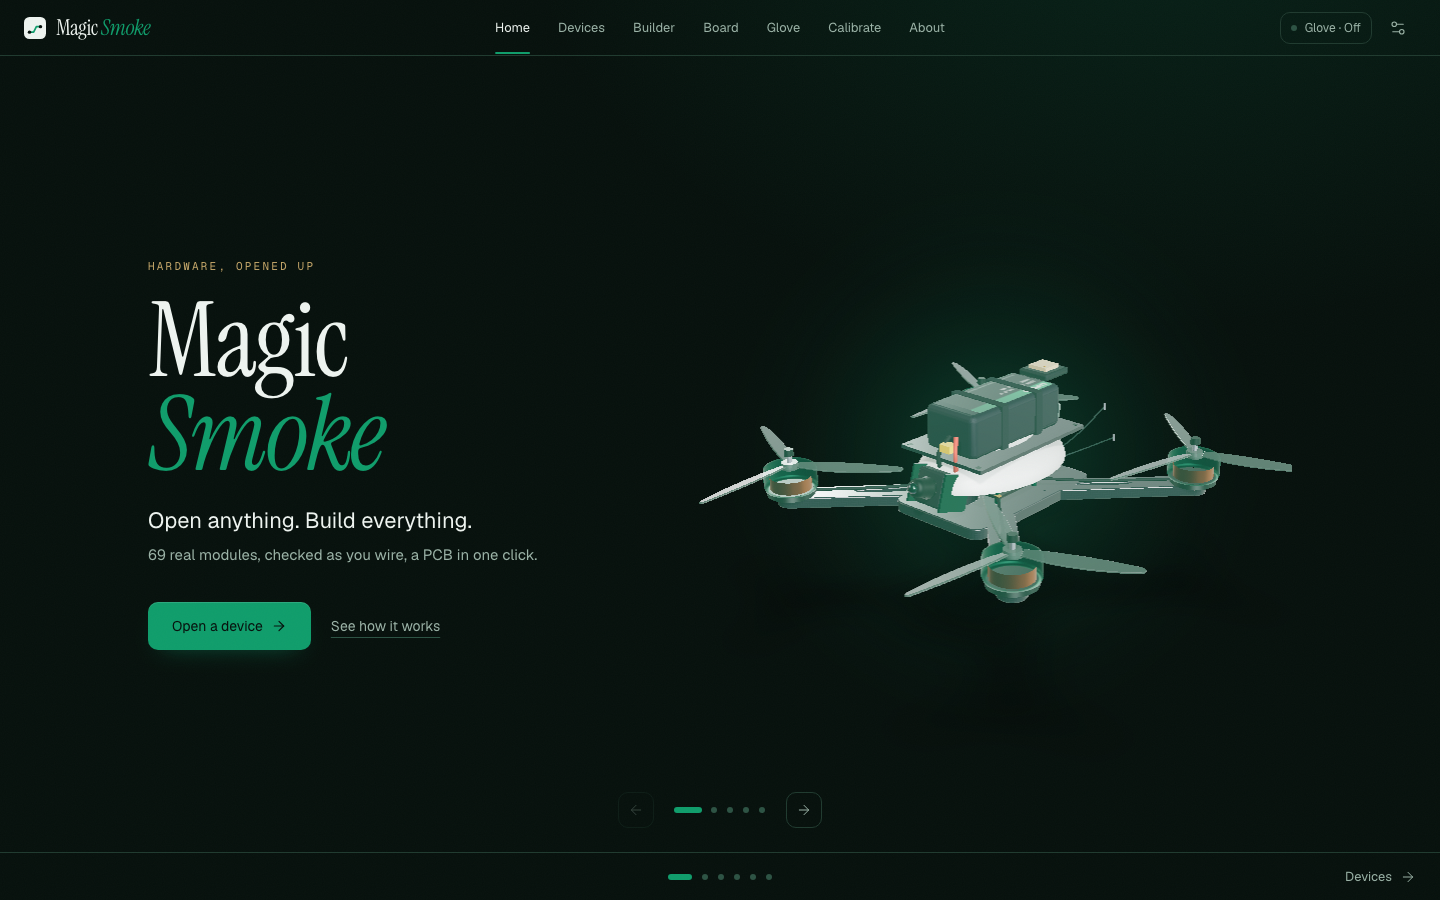 Magic Smoke
Home
Devices
Builder
Board
Glove
Calibrate
About
Glove · Off
HARDWARE, OPENED UP
Magic
Smoke
Open anything. Build everything.
69 real modules, checked as you wire, a PCB in one click.
Open a device
See how it works
Devices